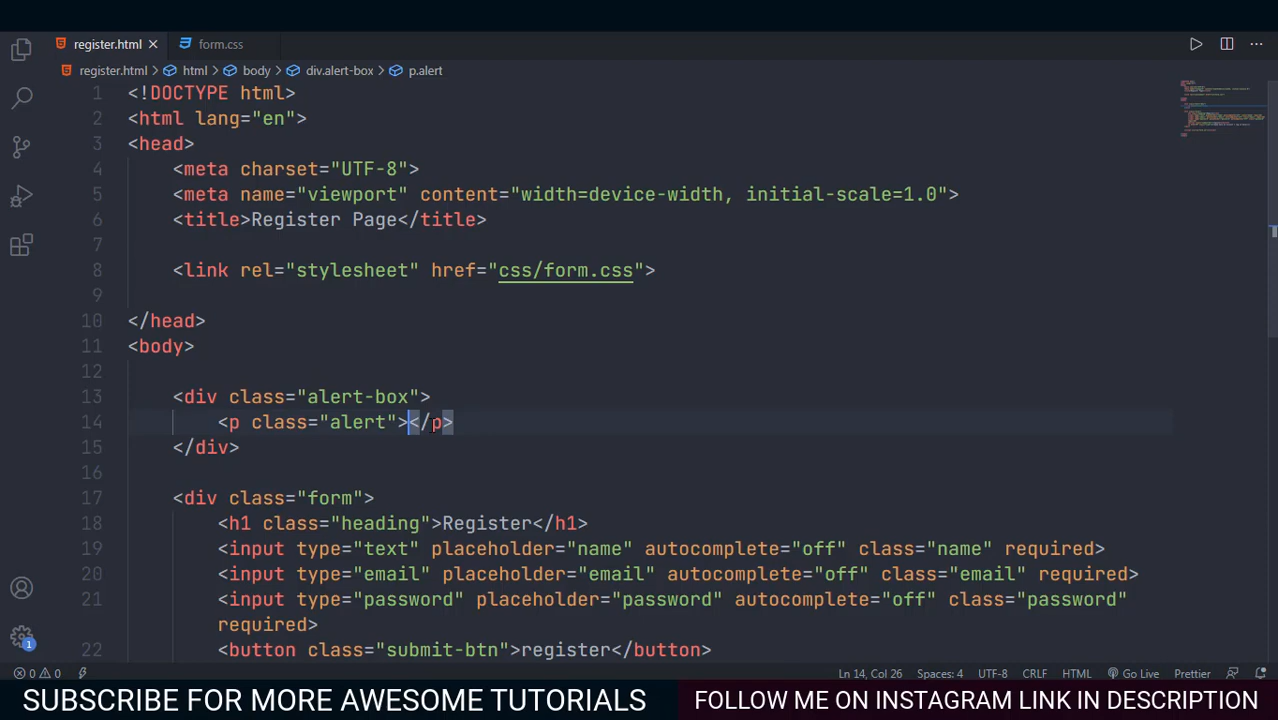 register.html
form.css
register.html html body div.alert-box p.alert
1 <!DOCTYPE html>
2 <html lang="en">
3 <head>
4 <meta charset="UTF-8">
5 <meta name="viewport" content="width=device-width, initial-scale=1.0">
6 <title>Register Page</title>
7
8 <link rel="stylesheet" href="css/form.css">
9
10 </head>
11 <body>
12
13 <div class="alert-box">
14 <p class="alert"></p>
15 </div>
16
17 <div class="form">
18 <h1 class="heading">Register</h1>
19 <input type="text" placeholder="name" autocomplete="off" class="name" required>
20 <input type="email" placeholder="email" autocomplete="off" class="email" required>
21 <input type="password" placeholder="password" autocomplete="off" class="password"
required>
22 <button class="submit-btn">register</button>
1
0 0 Ln 14, Col 26 Spaces: 4 UTF-8 CRLF HTML Go Live Prettier
SUBSCRIBE FOR MORE AWESOME TUTORIALS
FOLLOW ME ON INSTAGRAM LINK IN DESCRIPTION